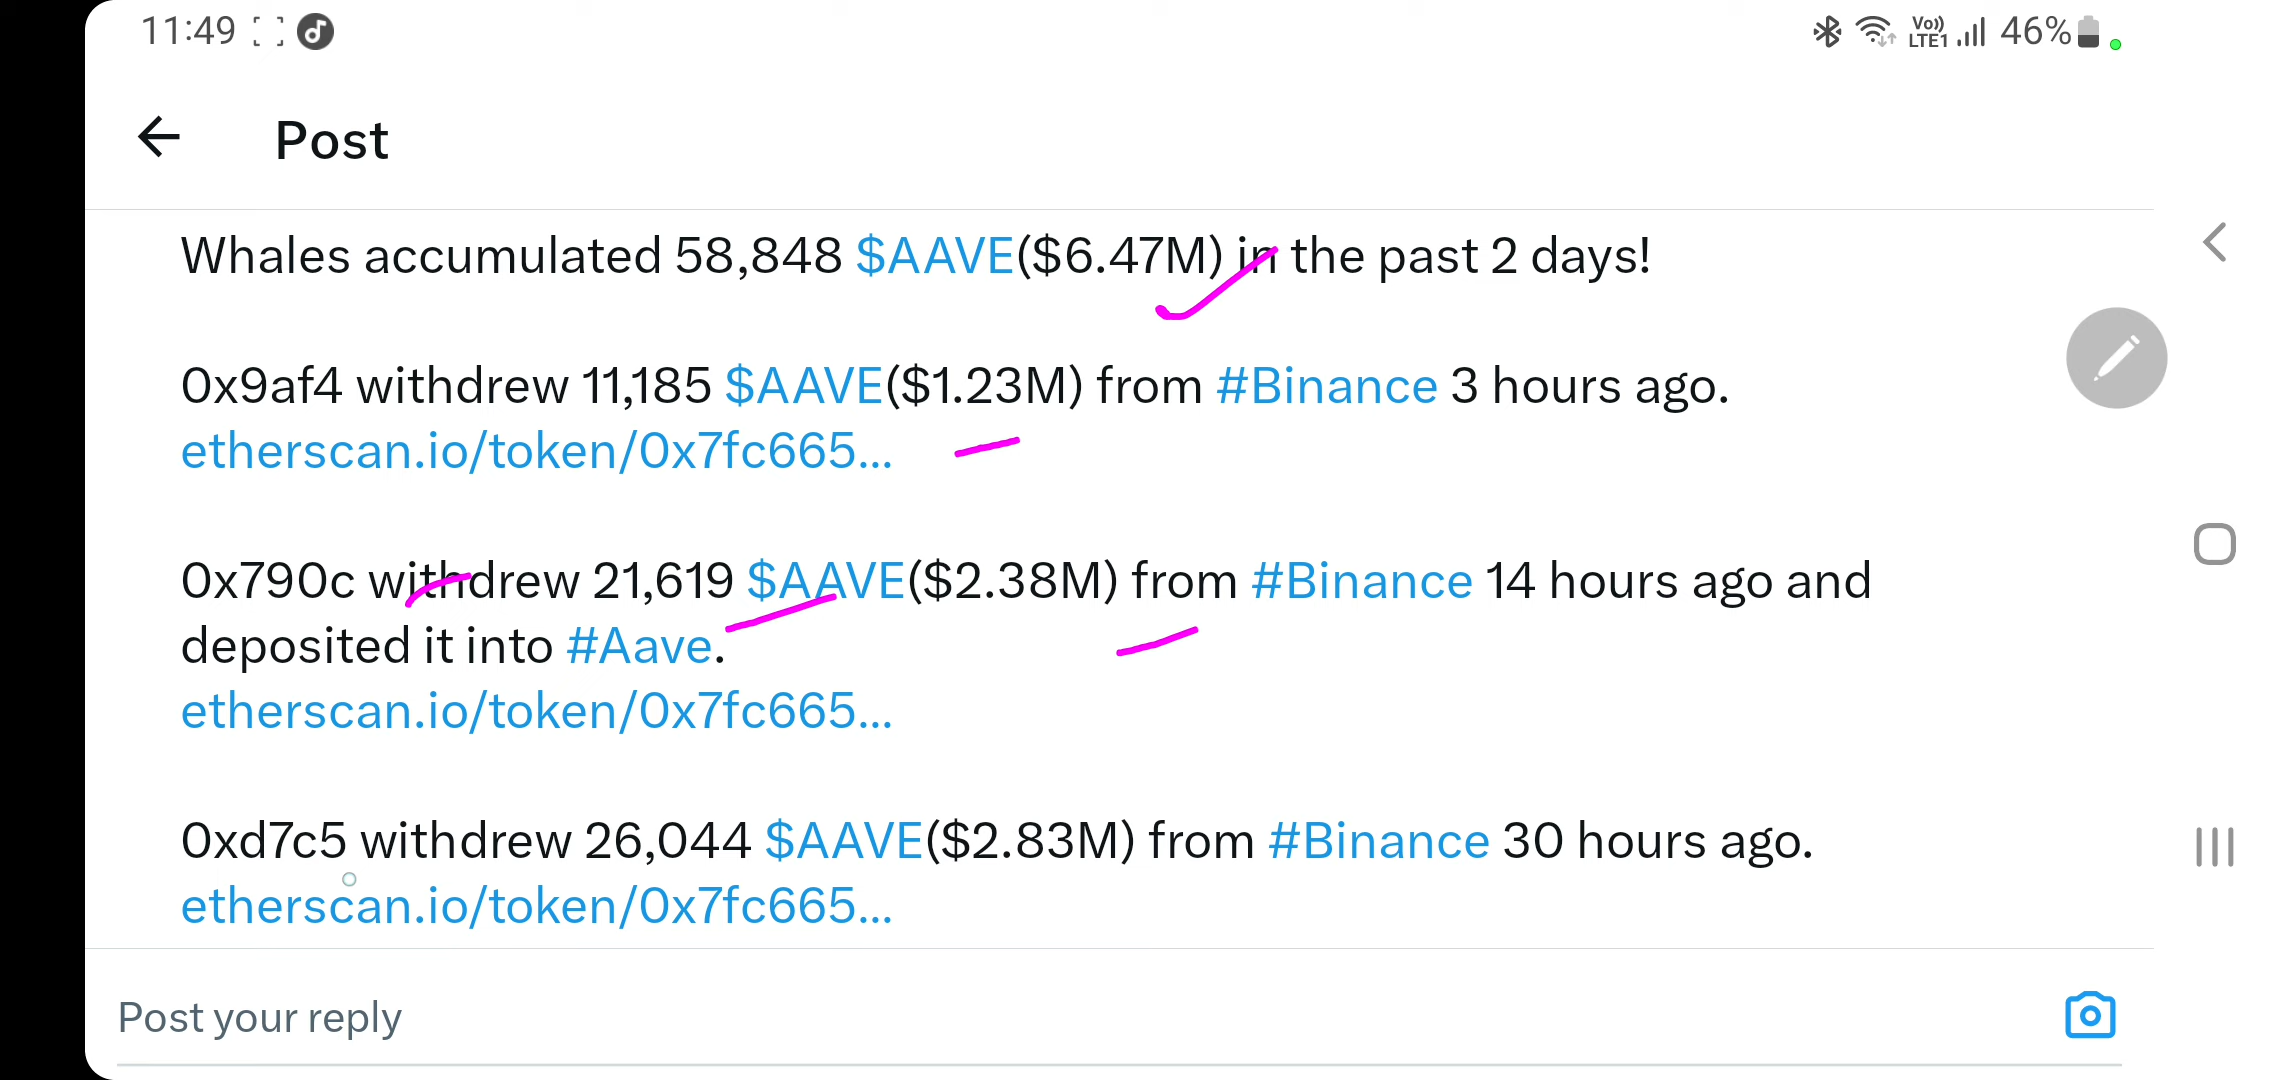 11:49
Vo)) LTE1 46%
Post
Whales accumulated 58,848 $AAVE($6.47M) in the past 2 days!
0x9af4 withdrew 11,185 $AAVE($1.23M) from #Binance 3 hours ago.
etherscan.io/token/0x7fc665...
0x790c withdrew 21,619 $AAVE($2.38M) from #Binance 14 hours ago and
deposited it into #Aave.
etherscan.io/token/0x7fc665...
0xd7c5 withdrew 26,044 $AAVE($2.83M) from #Binance 30 hours ago.
etherscan.io/token/0x7fc665...
Post your reply